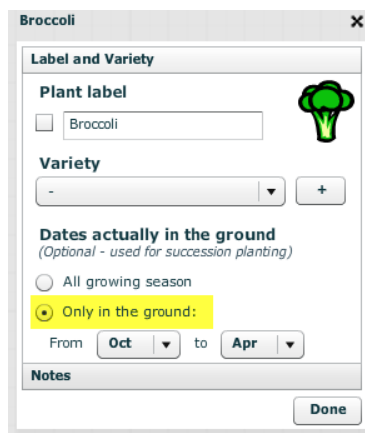 Broccoli ×
Label and Variety
Plant label
Broccoli
Variety
- +
Dates actually in the ground
(Optional - used for succession planting)
All growing season
Only in the ground:
From Oct to Apr
Notes
Done